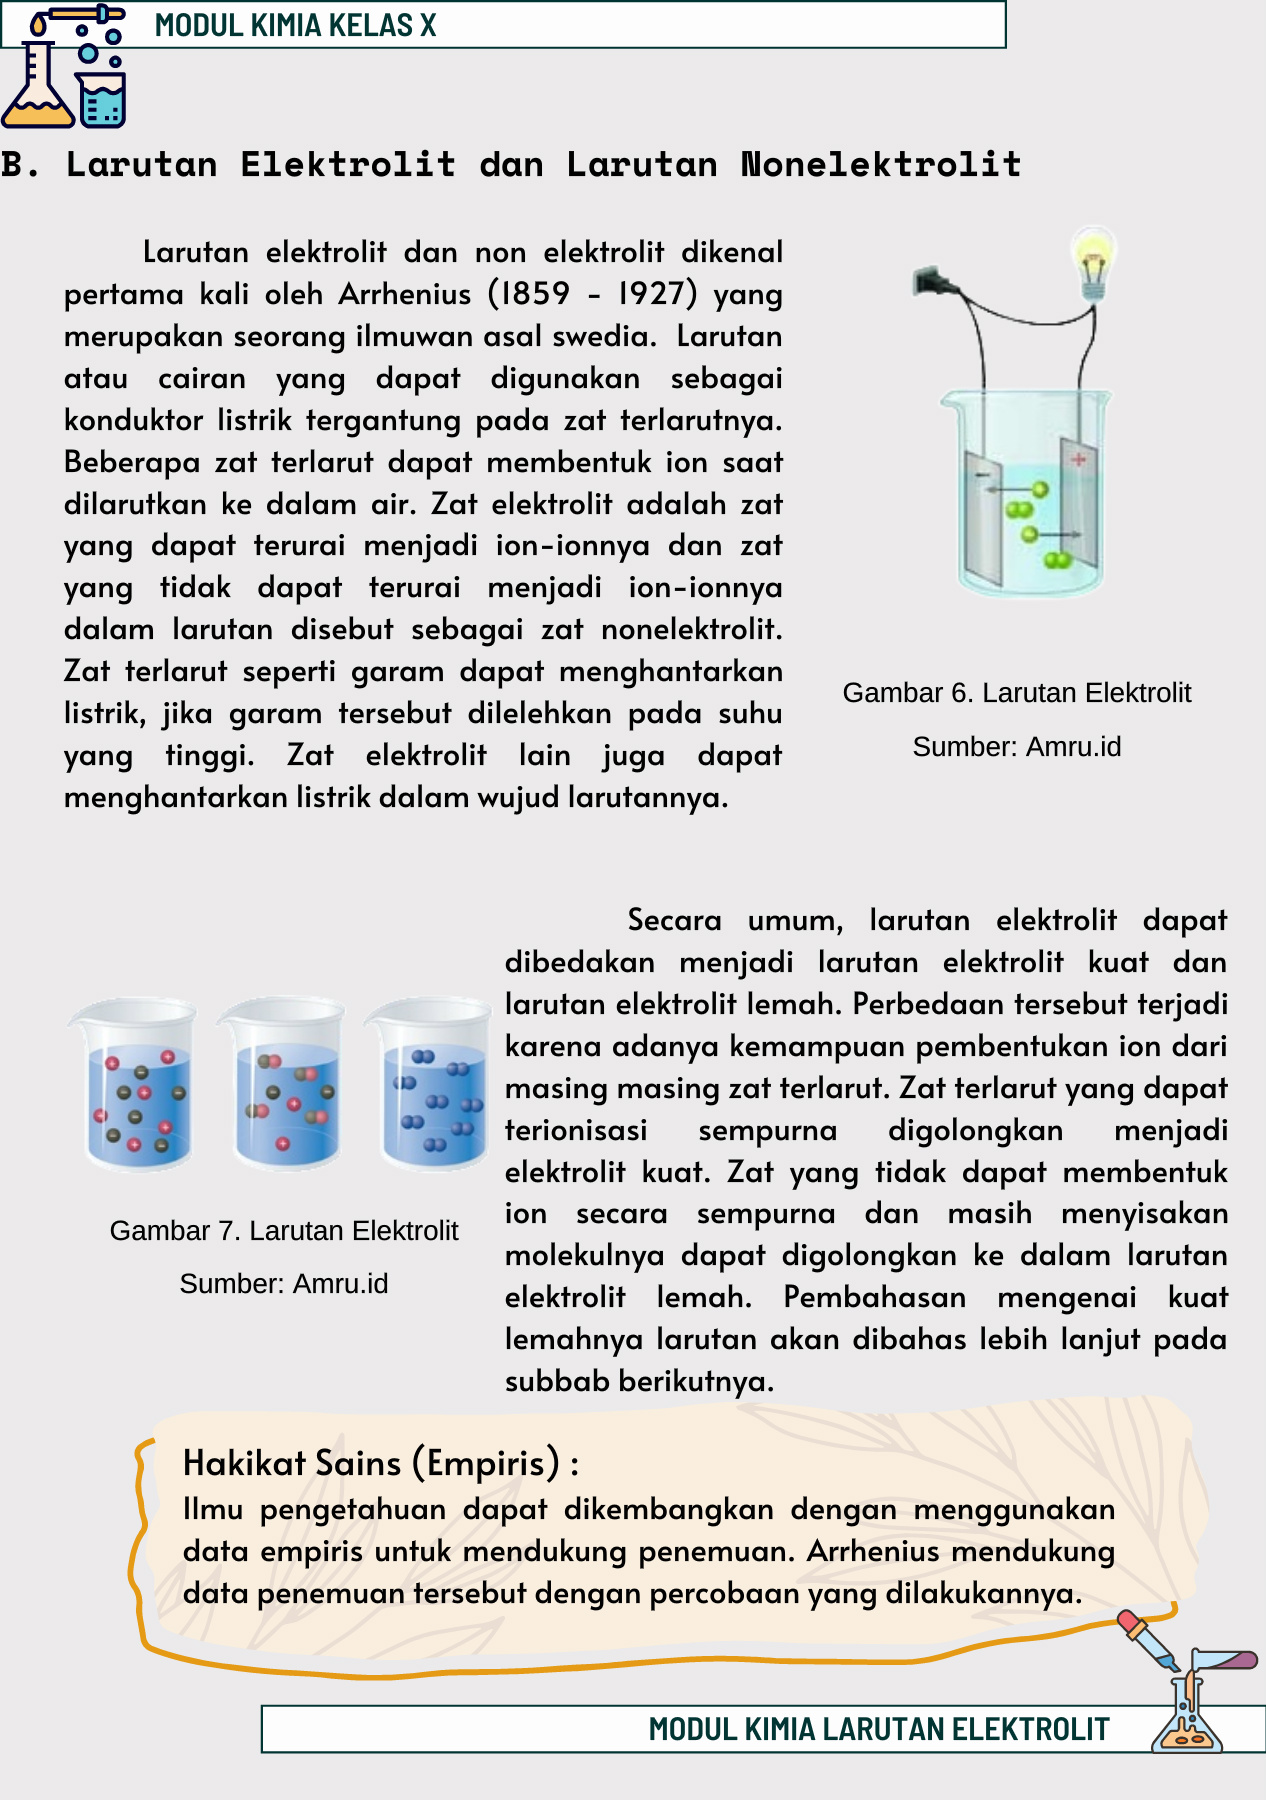 MODUL KIMIA KELAS X
B. Larutan Elektrolit dan Larutan Nonelektrolit
Larutan elektrolit dan non elektrolit dikenal
pertama kali oleh Arrhenius (1859 - 1927) yang
merupakan seorang ilmuwan asal swedia. Larutan
atau cairan yang dapat digunakan sebagai
konduktor listrik tergantung pada zat terlarutnya.
Beberapa zat terlarut dapat membentuk ion saat
dilarutkan ke dalam air. Zat elektrolit adalah zat
yang dapat terurai menjadi ion-ionnya dan zat
yang tidak dapat terurai menjadi ion-ionnya
dalam larutan disebut sebagai zat nonelektrolit.
Zat terlarut seperti garam dapat menghantarkan
listrik, jika garam tersebut dilelehkan pada suhu
yang tinggi. Zat elektrolit lain juga dapat
menghantarkan listrik dalam wujud larutannya.
Gambar 6. Larutan Elektrolit
Sumber: Amru.id
Secara umum, larutan elektrolit dapat
dibedakan menjadi larutan elektrolit kuat dan
larutan elektrolit lemah. Perbedaan tersebut terjadi
karena adanya kemampuan pembentukan ion dari
masing masing zat terlarut. Zat terlarut yang dapat
terionisasi sempurna digolongkan menjadi
elektrolit kuat. Zat yang tidak dapat membentuk
ion secara sempurna dan masih menyisakan
molekulnya dapat digolongkan ke dalam larutan
elektrolit lemah. Pembahasan mengenai kuat
lemahnya larutan akan dibahas lebih lanjut pada
subbab berikutnya.
Gambar 7. Larutan Elektrolit
Sumber: Amru.id
Hakikat Sains (Empiris) :
Ilmu pengetahuan dapat dikembangkan dengan menggunakan
data empiris untuk mendukung penemuan. Arrhenius mendukung
data penemuan tersebut dengan percobaan yang dilakukannya.
MODUL KIMIA LARUTAN ELEKTROLIT